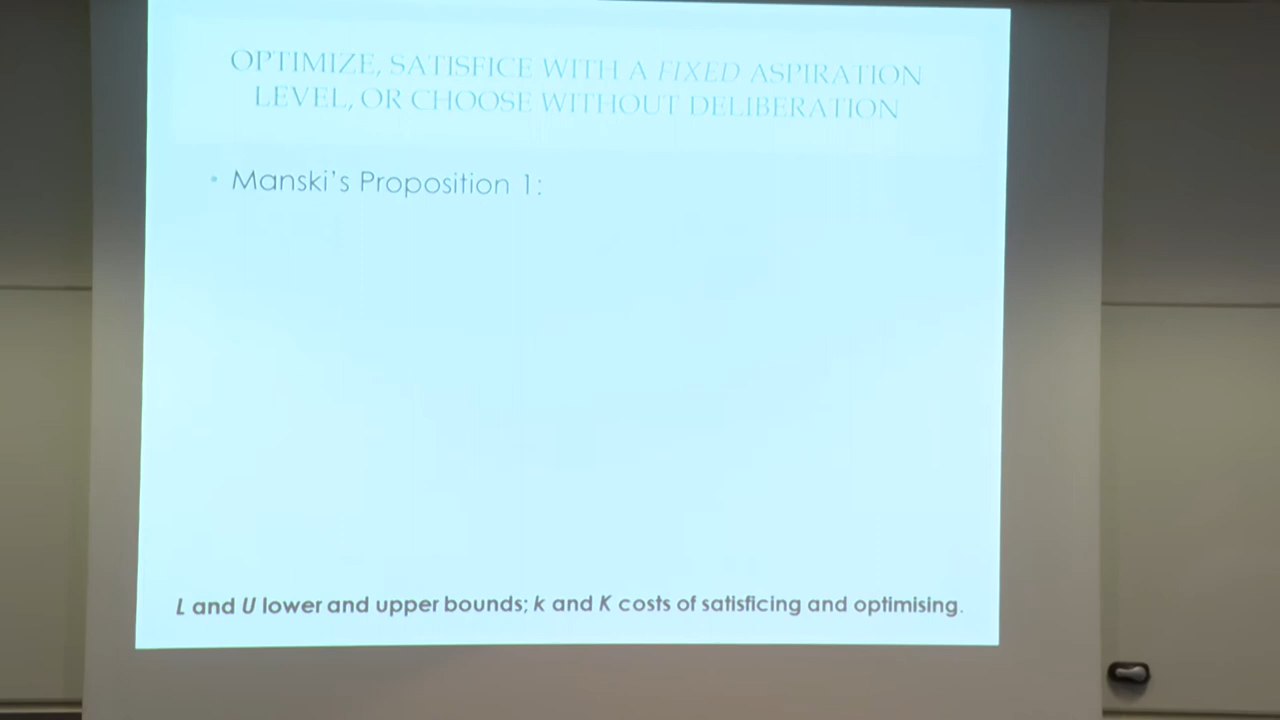 OPTIMIZE, SATISFICE WITH A FIXED ASPIRATION
LEVEL, OR CHOOSE WITHOUT DELIBERATION
• Manski's Proposition 1:
L and U lower and upper bounds; k and K costs of satisficing and optimising.